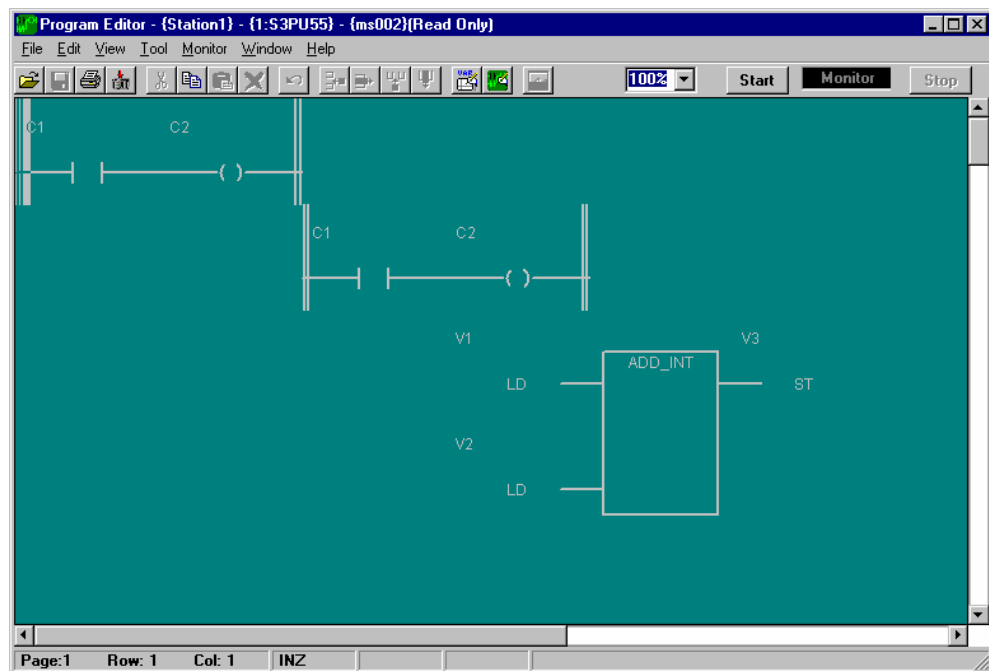 Program Editor - {Station1} - {1:S3PU55} - {ms002}(Read Only)
File Edit View Tool Monitor Window Help
VAR 100% Start Monitor Stop
C1 C2
( )
C1 C2
( )
V1 V3
ADD_INT
LD ST
V2
LD
Page:1 Row: 1 Col: 1 INZ